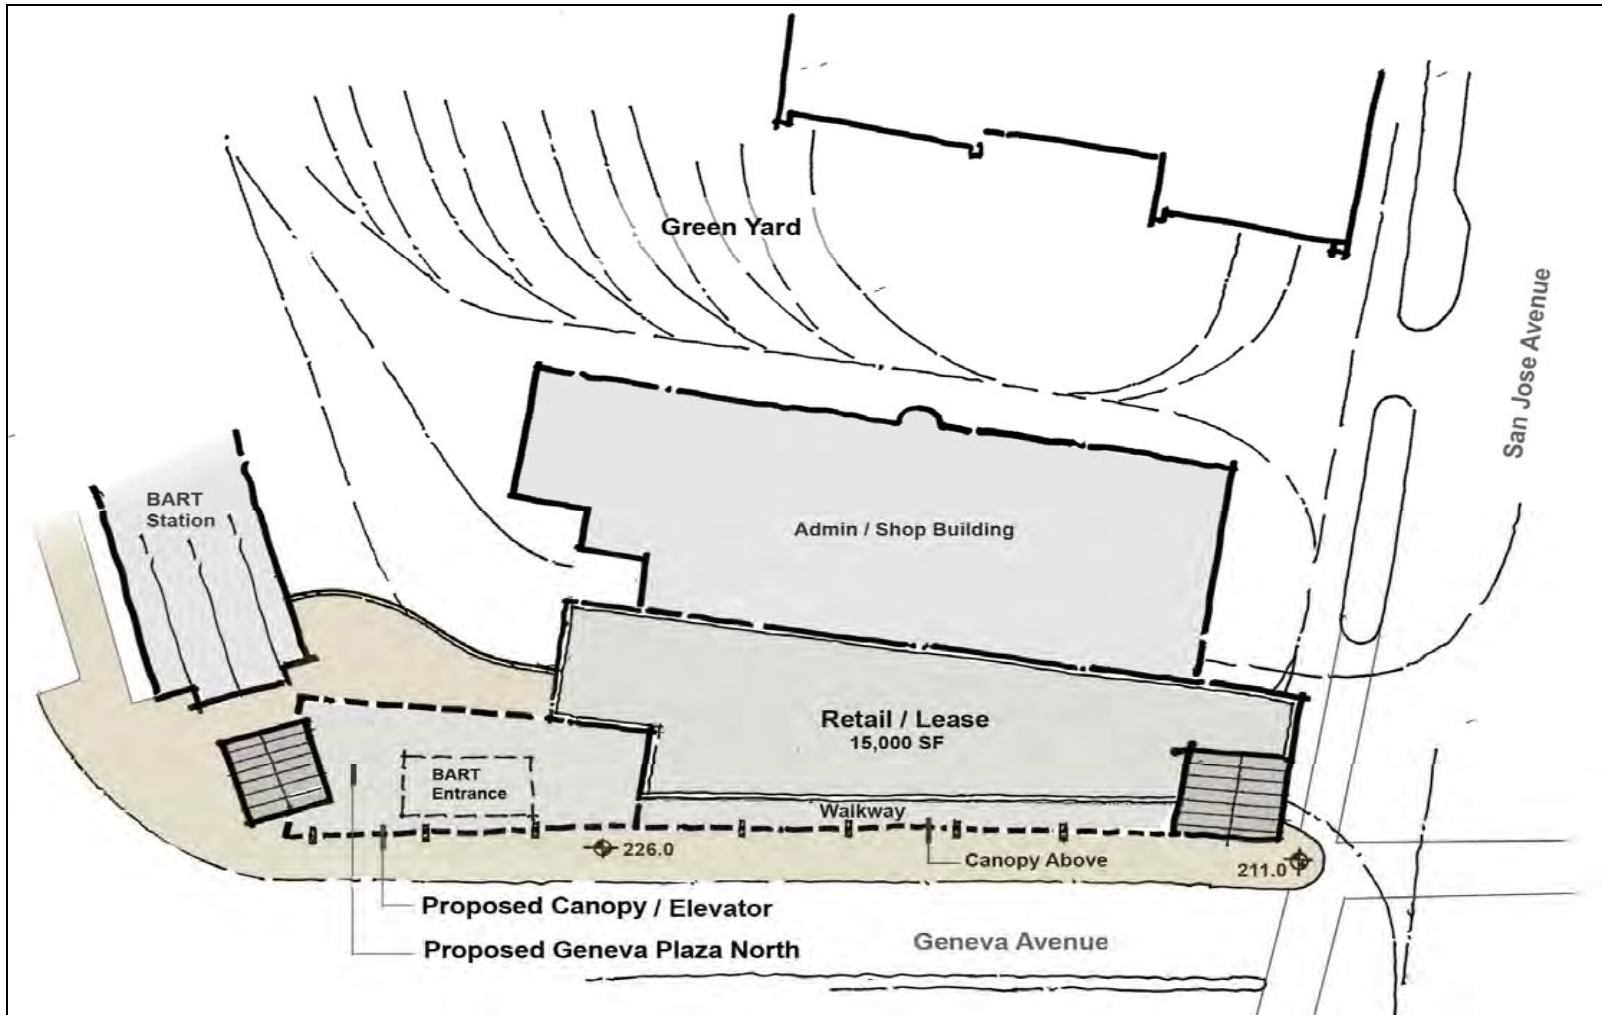 Green Yard
San Jose Avenue
BART
Station
Admin / Shop Building
Retail / Lease
15,000 SF
BART
Entrance
Walkway
226.0
Canopy Above
211.0
Proposed Canopy / Elevator
Geneva Avenue
Proposed Geneva Plaza North